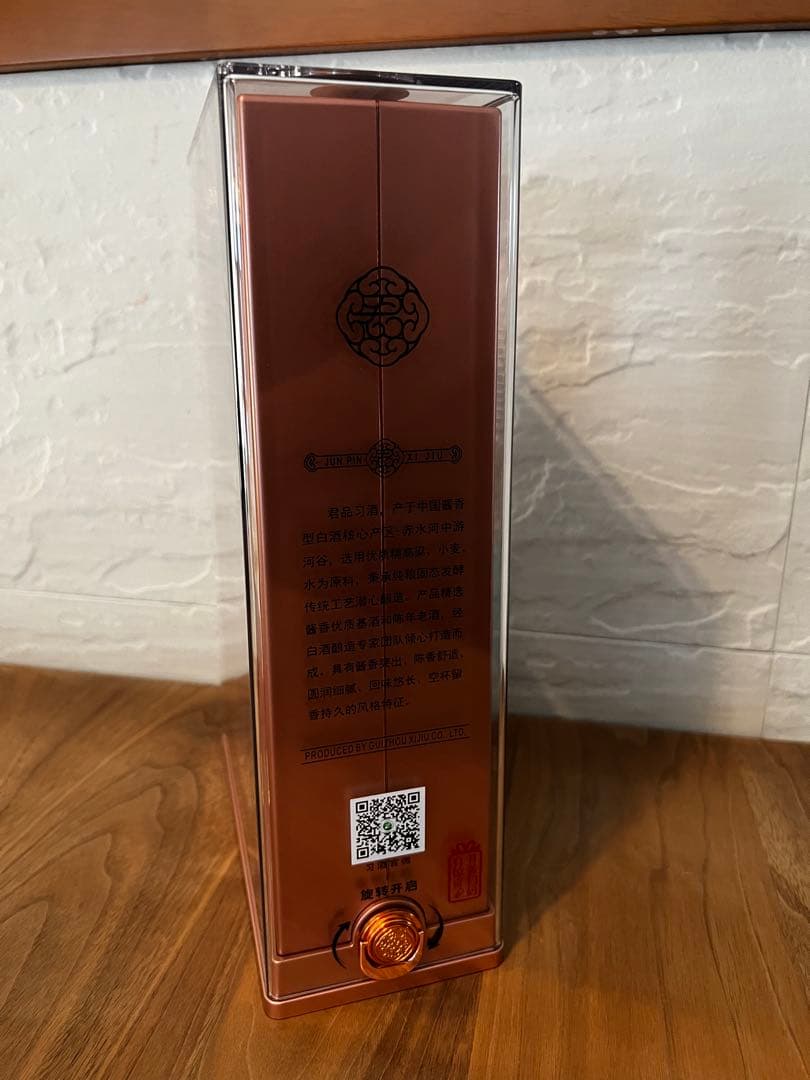 君
JUN PIN XI JIU
君品习酒，产于中国酱香
型白酒核心产区-赤水河中游
河谷，选用优质糯高粱、小麦、
水为原料，秉承纯粮固态发酵
传统工艺潜心酿造。产品精选
酱香优质基酒和陈年老酒，经
白酒酿造专家团队倾心打造而
成，具有酱香突出、陈香舒适、
圆润细腻、回味悠长、空杯留
香持久的风格特征。
PRODUCED BY GUIZHOU XIJIU CO., LTD.
习酒官微
旋转开启